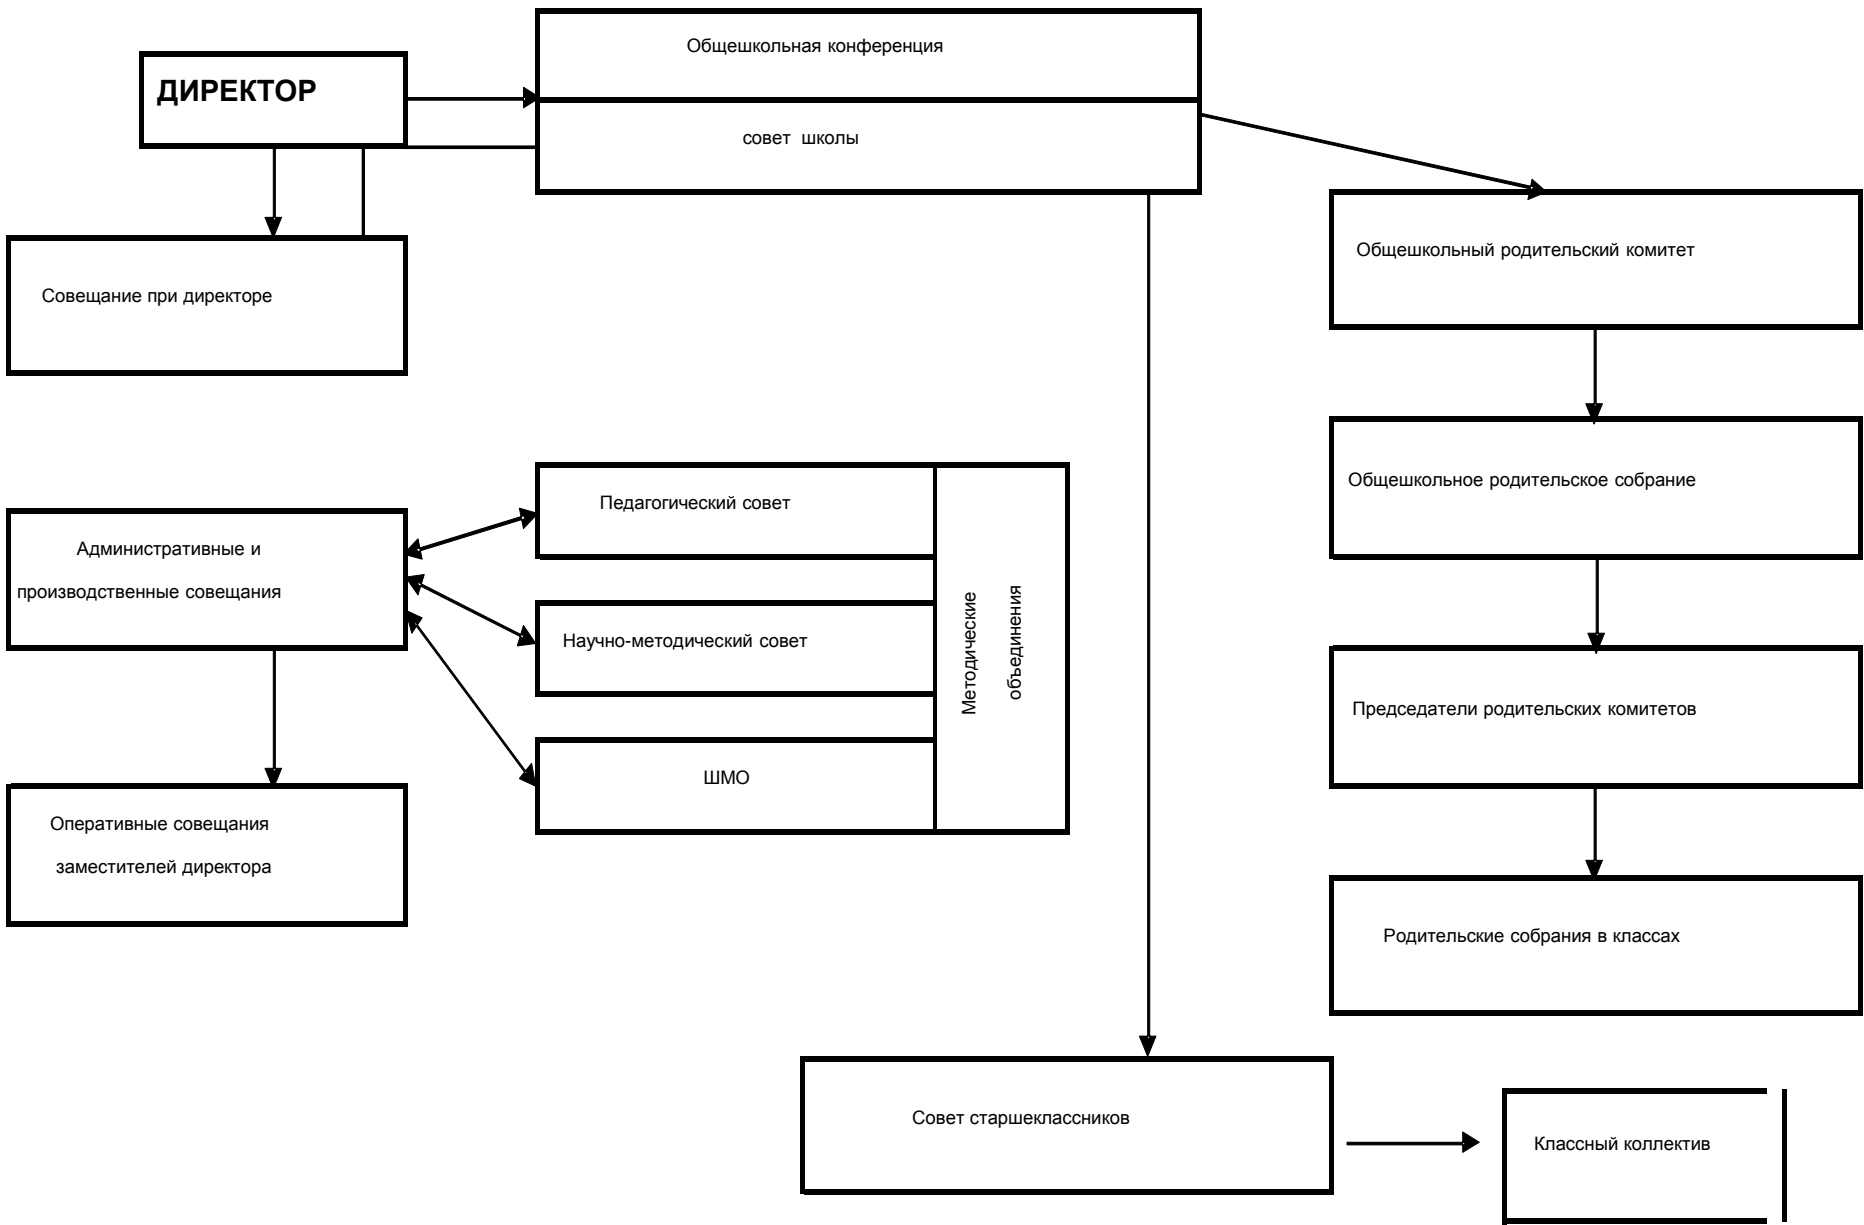 Общешкольная конференция
ДИРЕКТОР
совет школы
Общешкольный родительский комитет
Совещание при директоре
Общешкольное родительское собрание
Педагогический совет
Административные и
производственные совещания
Методические
объединения
Научно-методический совет
Председатели родительских комитетов
ШМО
Оперативные совещания
заместителей директора
Родительские собрания в классах
Совет старшеклассников
Классный коллектив